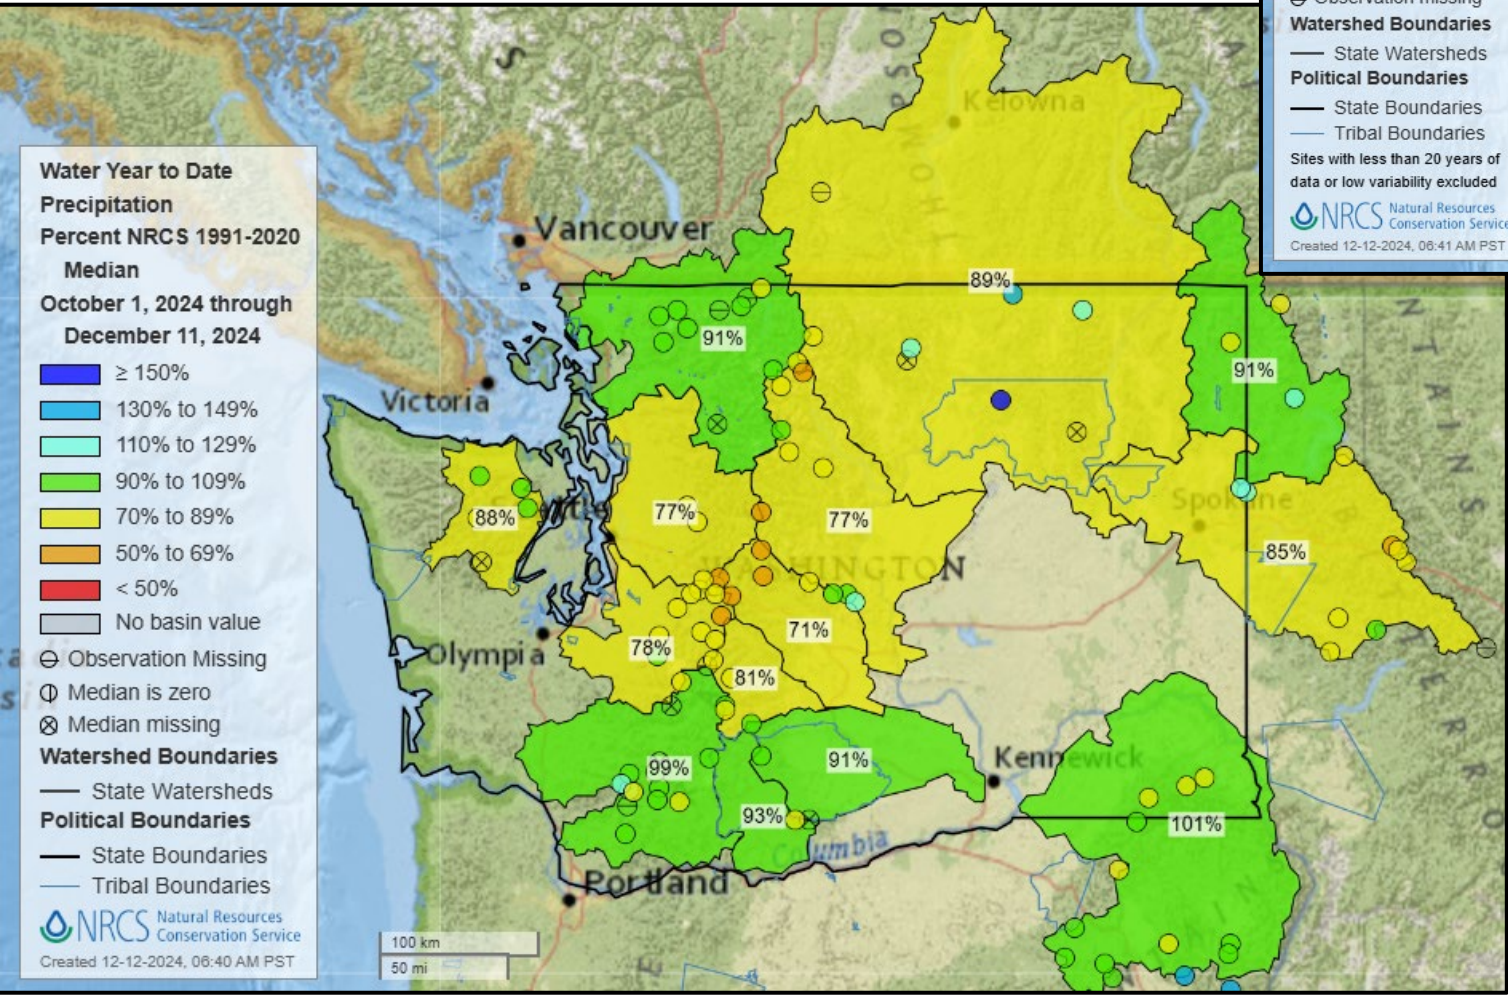 Water Year to Date
Precipitation
Percent NRCS 1991-2020
Median
October 1, 2024 through
December 11, 2024
≥ 150%
130% to 149%
110% to 129%
90% to 109%
70% to 89%
50% to 69%
< 50%
No basin value
Observation Missing
Median is zero
Median missing
Watershed Boundaries
State Watersheds
Political Boundaries
State Boundaries
Tribal Boundaries
NRCS Natural Resources
Conservation Service
Created 12-12-2024, 06:40 AM PST
Observation missing
Watershed Boundaries
State Watersheds
Political Boundaries
State Boundaries
Tribal Boundaries
Sites with less than 20 years of
data or low variability excluded
NRCS Natural Resources
Conservation Service
Created 12-12-2024, 06:41 AM PST
Kelowna
Vancouver
89%
91%
91%
Victoria
Spokane
88%
77%
77%
85%
WASHINGTON
71%
78%
Olympia
81%
Kennewick
99%
91%
93%
101%
Columbia
Portland
100 km
50 mi